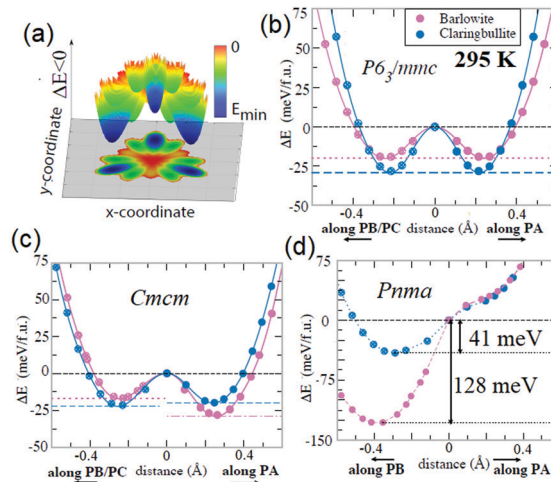 (a)
ΔE<0
0
E_min
y-coordinate
x-coordinate
(b)
Barlowite
Claringbullite
P6_3/mmc 295 K
ΔE (meV/f.u.)
75
50
25
0
-25
-50
-0.4 0 0.4
along PB/PC distance (Å) along PA
(c)
Cmcm
ΔE (meV/f.u.)
75
50
25
0
-25
-50
-0.4 0 0.4
along PB/PC distance (Å) along PA
(d)
Pnma
ΔE (meV/f.u.)
75
0
-75
-150
41 meV
128 meV
-0.4 0 0.4
along PB distance (Å) along PA